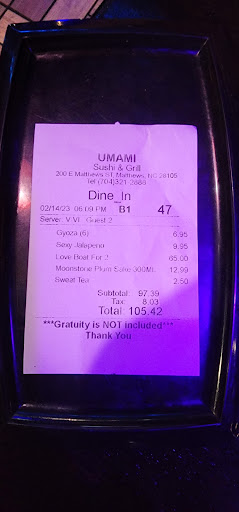 UMAMI
Sushi & Grill
200 E Matthews ST, Matthews, NC 28105
Tel (704)321 2888
Dine_In
02/14/23 06:09 PM B1 47
Server: V.VI Guest 2
Gyoza (6) 6.95
Sexy Jalapeno 9.95
Love Boat For 2 65.00
Moonstone Plum Sake 300ML 12.99
Sweet Tea 2.50
Subtotal: 97.39
Tax: 8.03
Total 105.42
***Gratuity is NOT included***
Thank You